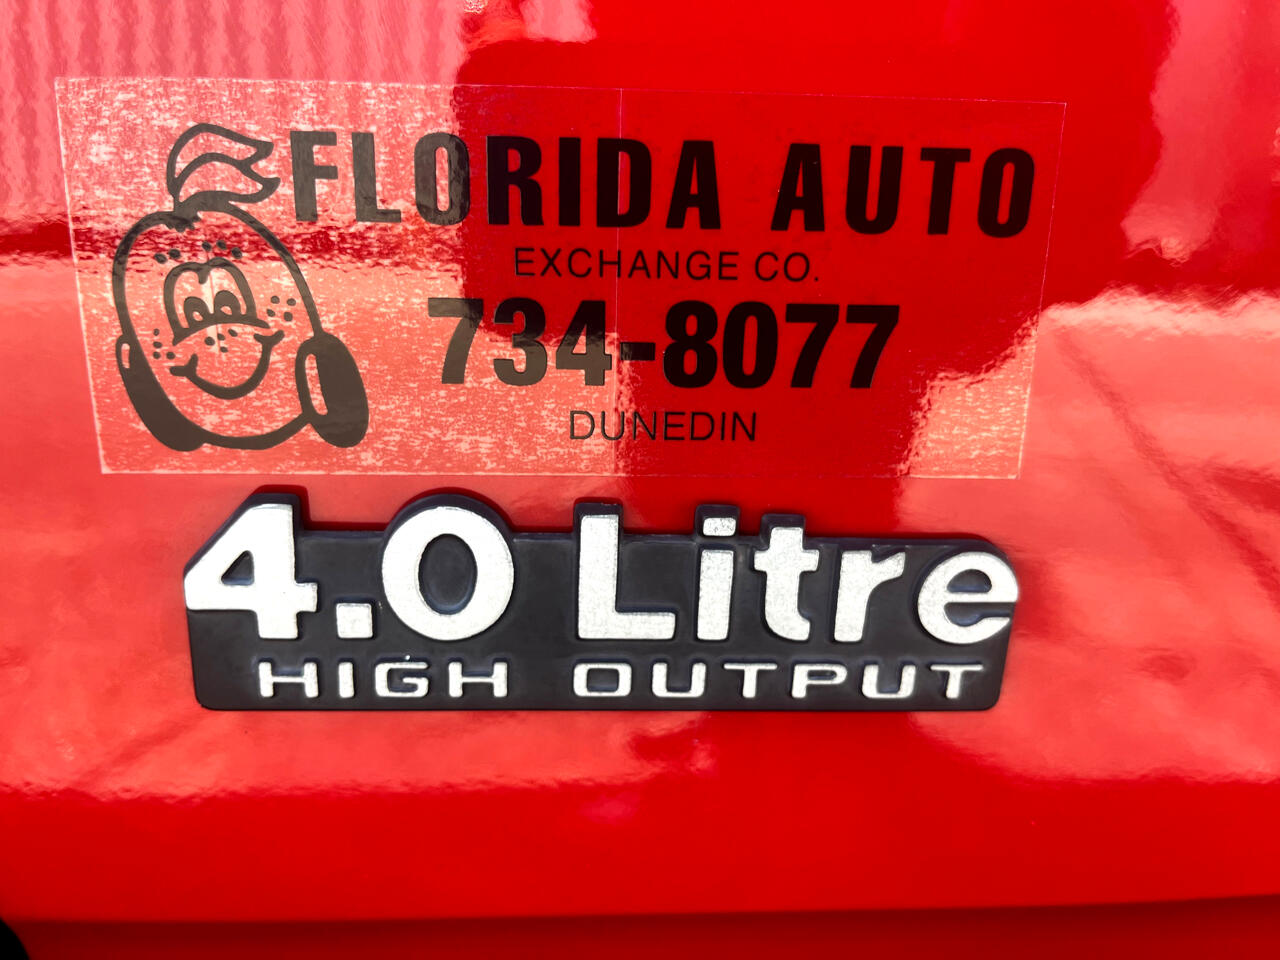 FLORIDA AUTO
EXCHANGE CO.
734-8077
DUNEDIN
4.0 Litre
HIGH OUTPUT